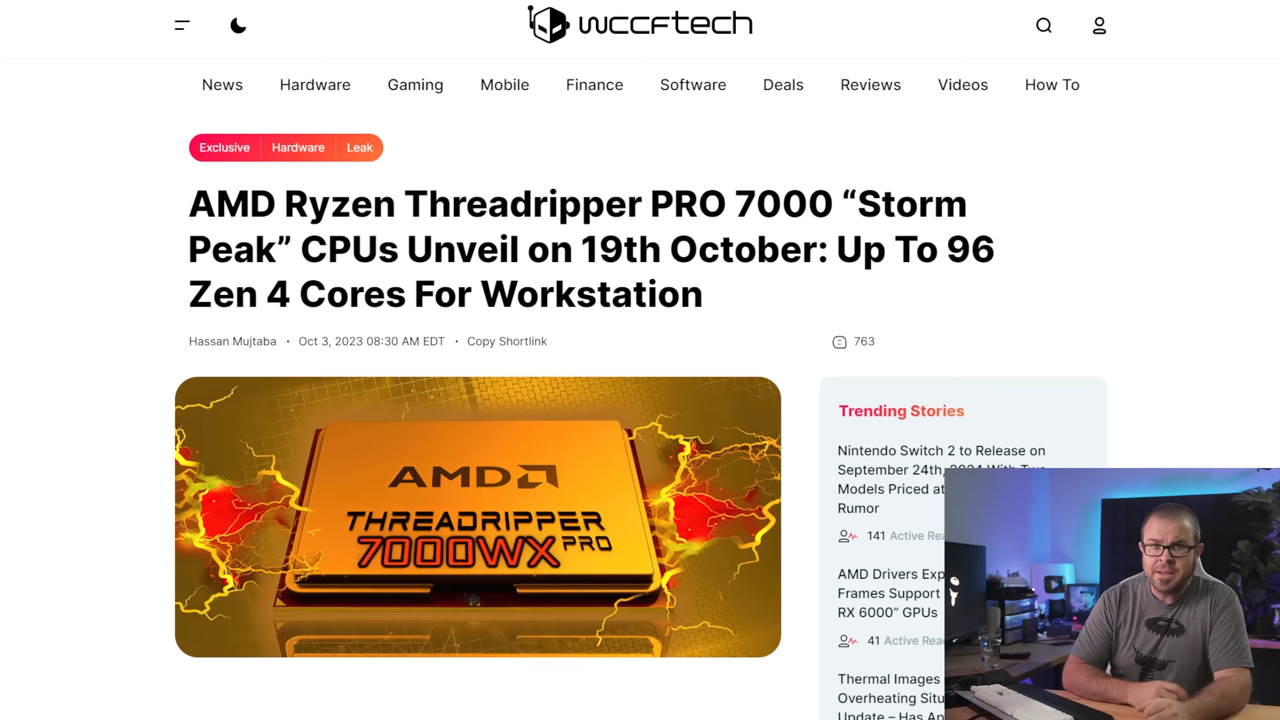 WCCFTECH
News Hardware Gaming Mobile Finance Software Deals Reviews Videos How To
Exclusive Hardware Leak
AMD Ryzen Threadripper PRO 7000 “Storm
Peak” CPUs Unveil on 19th October: Up To 96
Zen 4 Cores For Workstation
Hassan Mujtaba • Oct 3, 2023 08:30 AM EDT • Copy Shortlink
763
AMD
THREADRIPPER
7000WX PRO
Trending Stories
Nintendo Switch 2 to Release on
September 24th, 2024 With Two
Models Priced at
Rumor
141 Active
AMD Drivers
Frames Support
RX 6000” GPUs
41 Active
Thermal Images
Overheating
Update – Has